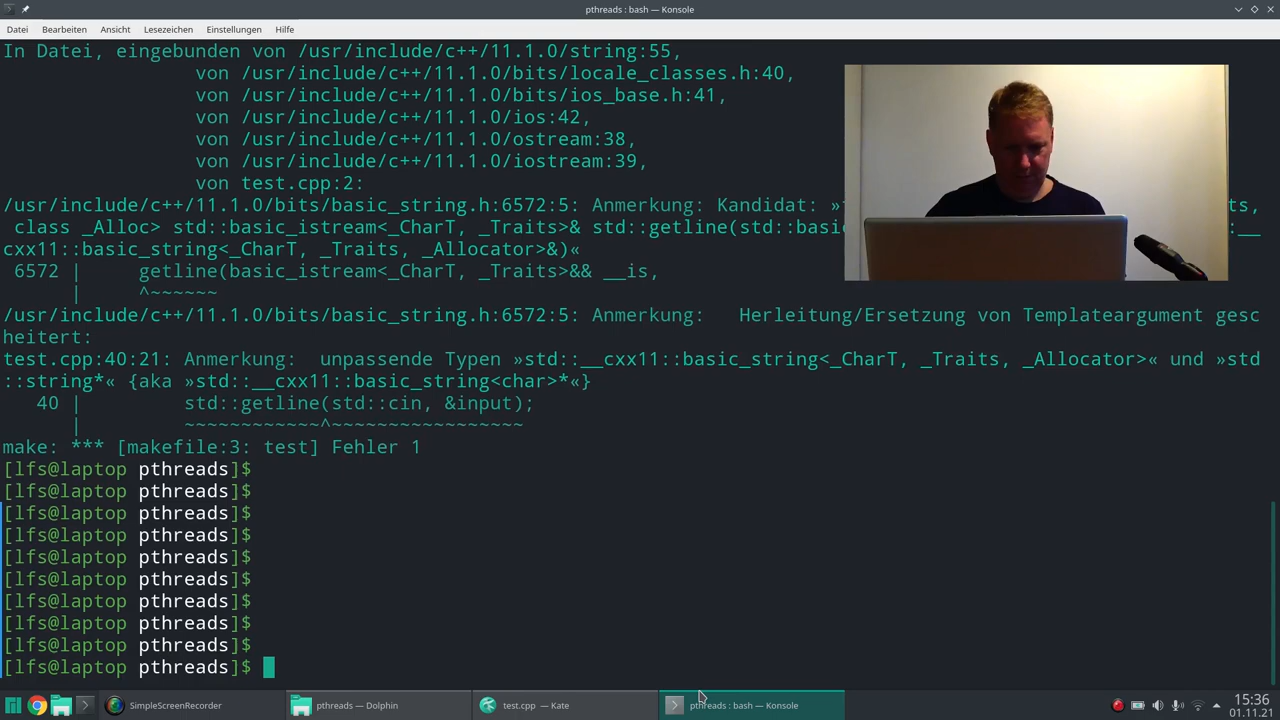 pthreads : bash — Konsole
Datei Bearbeiten Ansicht Lesezeichen Einstellungen Hilfe
In Datei, eingebunden von /usr/include/c++/11.1.0/string:55,
von /usr/include/c++/11.1.0/bits/locale_classes.h:40,
von /usr/include/c++/11.1.0/bits/ios_base.h:41,
von /usr/include/c++/11.1.0/ios:42,
von /usr/include/c++/11.1.0/ostream:38,
von /usr/include/c++/11.1.0/iostream:39,
von test.cpp:2:
/usr/include/c++/11.1.0/bits/basic_string.h:6572:5: Anmerkung: Kandidat: ts,
class _Alloc> std::basic_istream<_CharT, _Traits>& std::getline(std::basic ::__
cxx11::basic_string<_CharT, _Traits, _Allocator>&)«
6572 | getline(basic_istream<_CharT, _Traits>&& __is,
| ^~~~~~~
/usr/include/c++/11.1.0/bits/basic_string.h:6572:5: Anmerkung: Herleitung/Ersetzung von Templateargument gesc
heitert:
test.cpp:40:21: Anmerkung: unpassende Typen »std::__cxx11::basic_string<_CharT, _Traits, _Allocator>« und »std
::string*« {aka »std::__cxx11::basic_string<char>*«}
40 | std::getline(std::cin, &input);
| ~~~~~~~~~~~~^~~~~~~~~~~~~~~~~~
make: *** [makefile:3: test] Fehler 1
[lfs@laptop pthreads]$
[lfs@laptop pthreads]$
[lfs@laptop pthreads]$
[lfs@laptop pthreads]$
[lfs@laptop pthreads]$
[lfs@laptop pthreads]$
[lfs@laptop pthreads]$
[lfs@laptop pthreads]$
[lfs@laptop pthreads]$
[lfs@laptop pthreads]$
SimpleScreenRecorder pthreads — Dolphin test.cpp — Kate pthreads : bash — Konsole 15:36
01.11.21